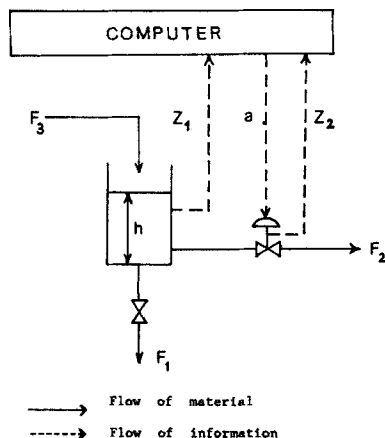 COMPUTER
F3
Z1
a
Z2
h
F2
F1
Flow of material
Flow of information